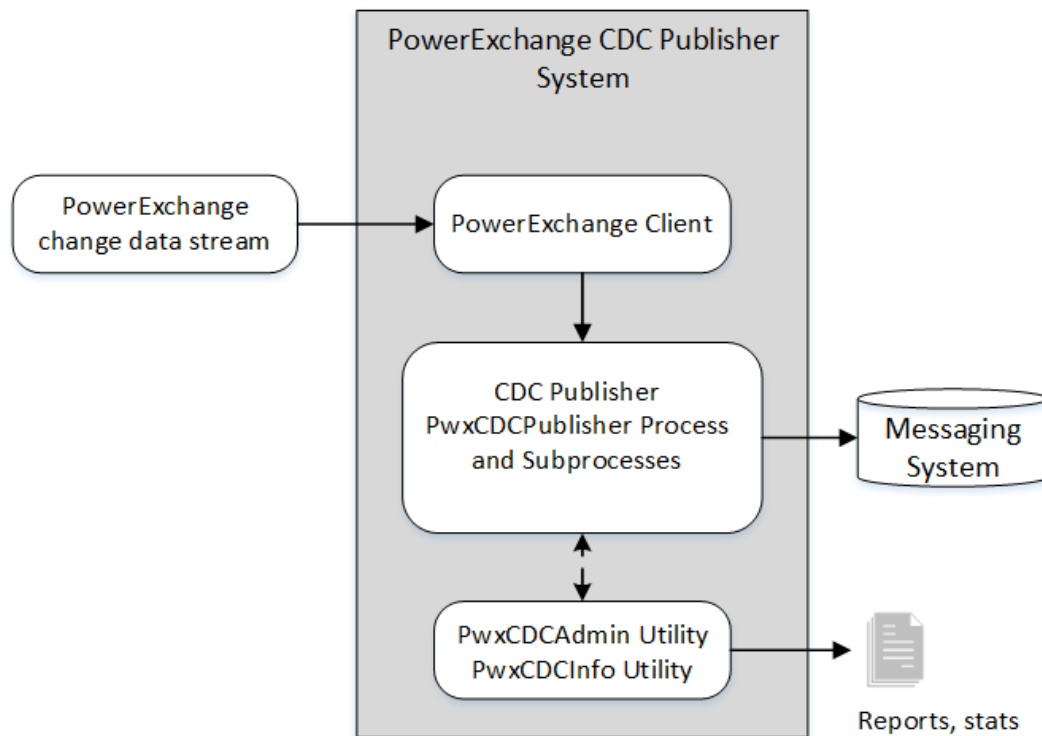 PowerExchange CDC Publisher
System
PowerExchange
change data stream
PowerExchange Client
CDC Publisher
PwxCDCPublisher Process
and Subprocesses
Messaging
System
PwxCDCAdmin Utility
PwxCDCInfo Utility
Reports, stats